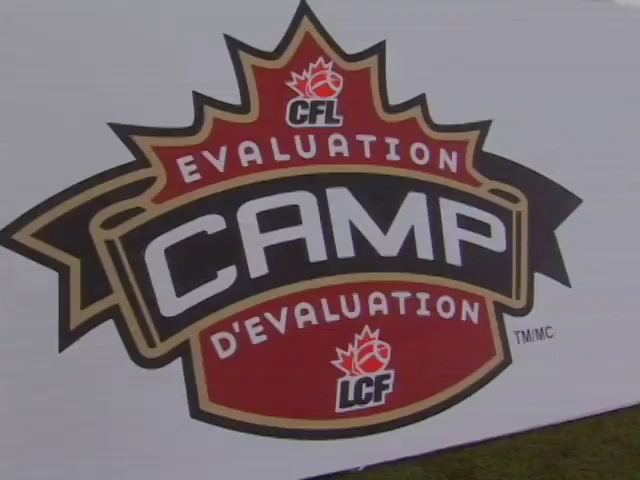 CFL
EVALUATION
CAMP
D'EVALUATION
LCF
TM/MC